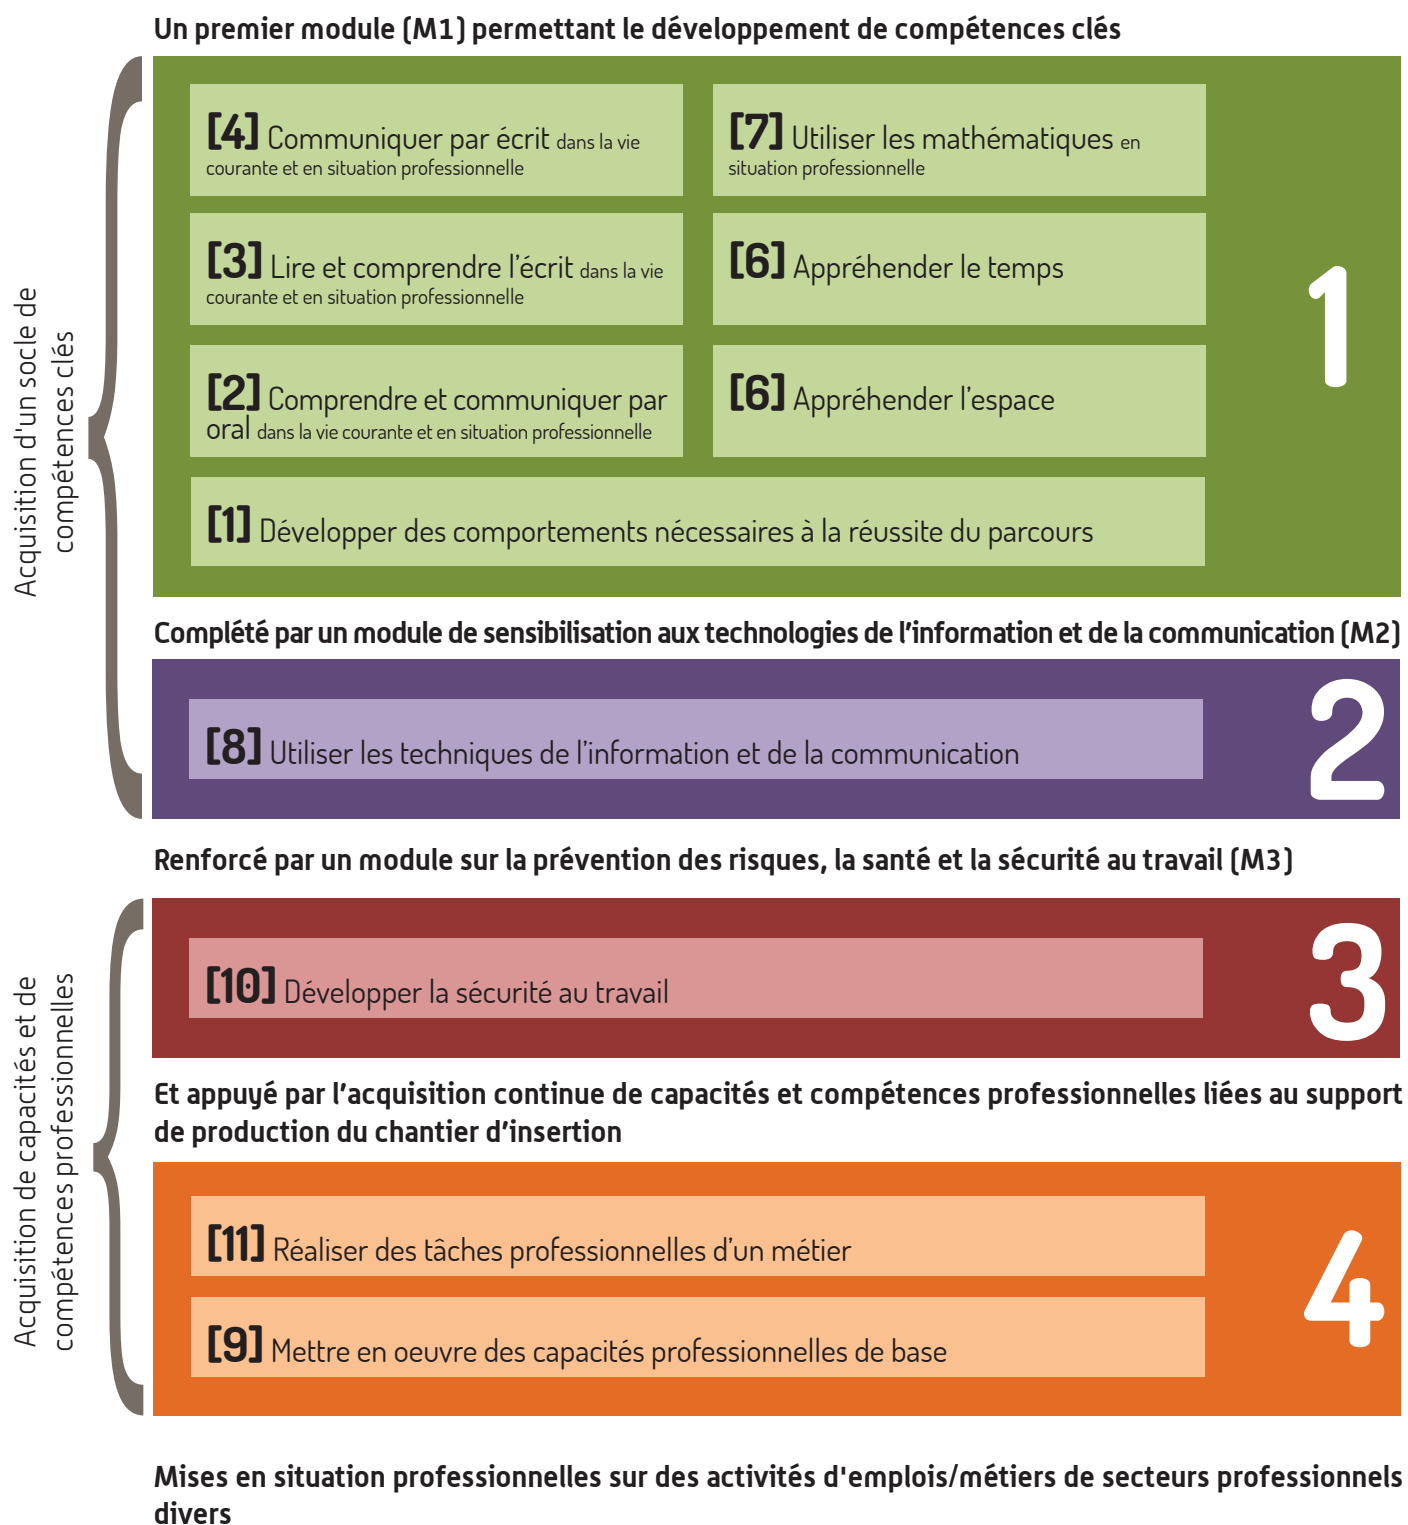 Un premier module (M1) permettant le développement de compétences clés
Acquisition d'un socle de
compétences clés
[4] Communiquer par écrit dans la vie
courante et en situation professionnelle
[7] Utiliser les mathématiques en
situation professionnelle
[3] Lire et comprendre l’écrit dans la vie
courante et en situation professionnelle
[6] Appréhender le temps
[2] Comprendre et communiquer par
oral dans la vie courante et en situation professionnelle
[6] Appréhender l’espace
[1] Développer des comportements nécessaires à la réussite du parcours
1
Complété par un module de sensibilisation aux technologies de l’information et de la communication (M2)
[8] Utiliser les techniques de l’information et de la communication
2
Renforcé par un module sur la prévention des risques, la santé et la sécurité au travail (M3)
Acquisition de capacités et de
compétences professionnelles
[10] Développer la sécurité au travail
3
Et appuyé par l’acquisition continue de capacités et compétences professionnelles liées au support
de production du chantier d’insertion
[11] Réaliser des tâches professionnelles d’un métier
[9] Mettre en oeuvre des capacités professionnelles de base
4
Mises en situation professionnelles sur des activités d'emplois/métiers de secteurs professionnels
divers